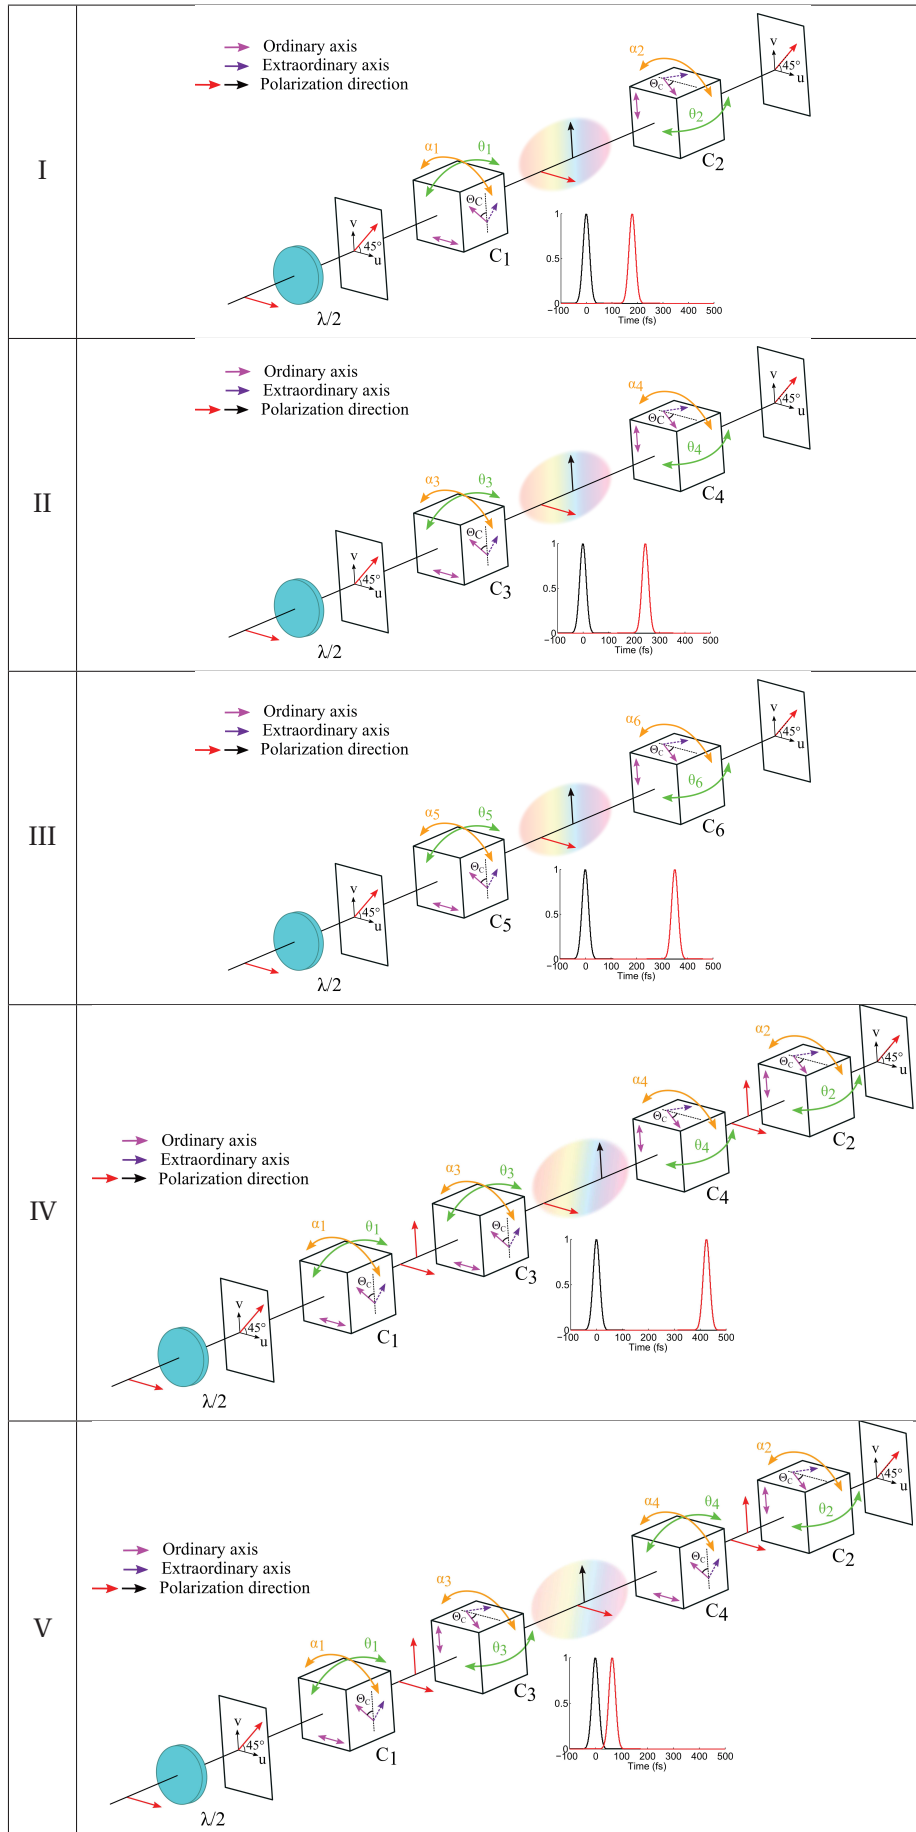 I
Ordinary axis
Extraordinary axis
Polarization direction
λ/2
v
45°
u
α1
θ1
ΘC
C1
α2
ΘC
θ2
C2
v
45°
u
1
0.5
0
−100 0 100 200 300 400 500
Time (fs)
II
Ordinary axis
Extraordinary axis
Polarization direction
λ/2
v
45°
u
α3
θ3
ΘC
C3
α4
ΘC
θ4
C4
v
45°
u
1
0.5
0
−100 0 100 200 300 400 500
Time (fs)
III
Ordinary axis
Extraordinary axis
Polarization direction
λ/2
v
45°
u
α5
θ5
ΘC
C5
α6
ΘC
θ6
C6
v
45°
u
1
0.5
0
−100 0 100 200 300 400 500
Time (fs)
IV
Ordinary axis
Extraordinary axis
Polarization direction
λ/2
v
45°
u
α1
θ1
ΘC
C1
α3
θ3
ΘC
C3
α4
ΘC
θ4
C4
α2
ΘC
θ2
C2
v
45°
u
1
0.5
0
−100 0 100 200 300 400 500
Time (fs)
V
Ordinary axis
Extraordinary axis
Polarization direction
λ/2
v
45°
u
α1
θ1
ΘC
C1
α3
ΘC
θ3
C3
α4
θ4
ΘC
C4
α2
ΘC
θ2
C2
v
45°
u
1
0.5
0
−100 0 100 200 300 400 500
Time (fs)